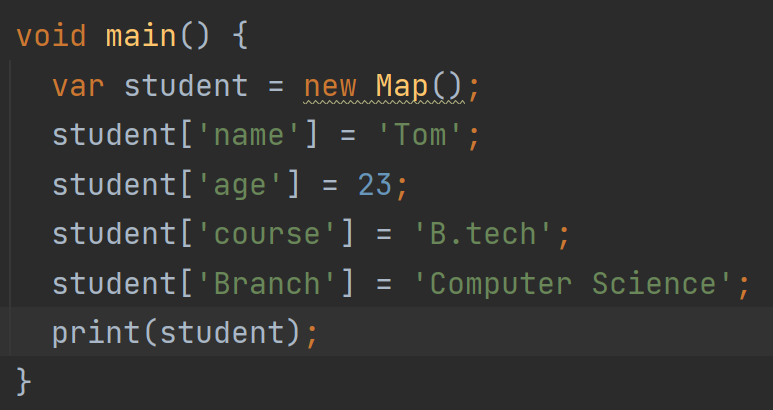 void main() {
  var student = new Map();
  student['name'] = 'Tom';
  student['age'] = 23;
  student['course'] = 'B.tech';
  student['Branch'] = 'Computer Science';
  print(student);
}